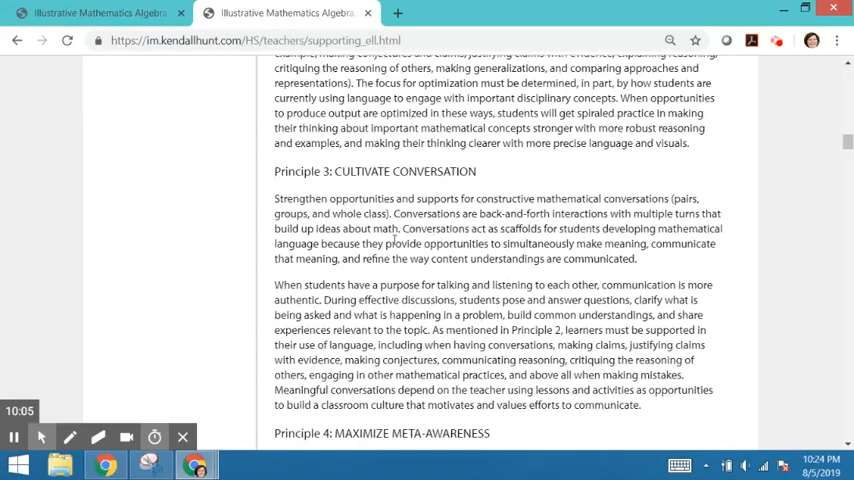 Illustrative Mathematics Algebra
Illustrative Mathematics Algebra
https://im.kendallhunt.com/HS/teachers/supporting_ell.html
example, making conjectures and claims, justifying claims with evidence, explaining reasoning,
critiquing the reasoning of others, making generalizations, and comparing approaches and
representations). The focus for optimization must be determined, in part, by how students are
currently using language to engage with important disciplinary concepts. When opportunities
to produce output are optimized in these ways, students will get spiraled practice in making
their thinking about important mathematical concepts stronger with more robust reasoning
and examples, and making their thinking clearer with more precise language and visuals.
Principle 3: CULTIVATE CONVERSATION
Strengthen opportunities and supports for constructive mathematical conversations (pairs,
groups, and whole class). Conversations are back-and-forth interactions with multiple turns that
build up ideas about math. Conversations act as scaffolds for students developing mathematical
language because they provide opportunities to simultaneously make meaning, communicate
that meaning, and refine the way content understandings are communicated.
When students have a purpose for talking and listening to each other, communication is more
authentic. During effective discussions, students pose and answer questions, clarify what is
being asked and what is happening in a problem, build common understandings, and share
experiences relevant to the topic. As mentioned in Principle 2, learners must be supported in
their use of language, including when having conversations, making claims, justifying claims
with evidence, making conjectures, communicating reasoning, critiquing the reasoning of
others, engaging in other mathematical practices, and above all when making mistakes.
Meaningful conversations depend on the teacher using lessons and activities as opportunities
to build a classroom culture that motivates and values efforts to communicate.
Principle 4: MAXIMIZE META-AWARENESS
10:05
10:24 PM
8/5/2019